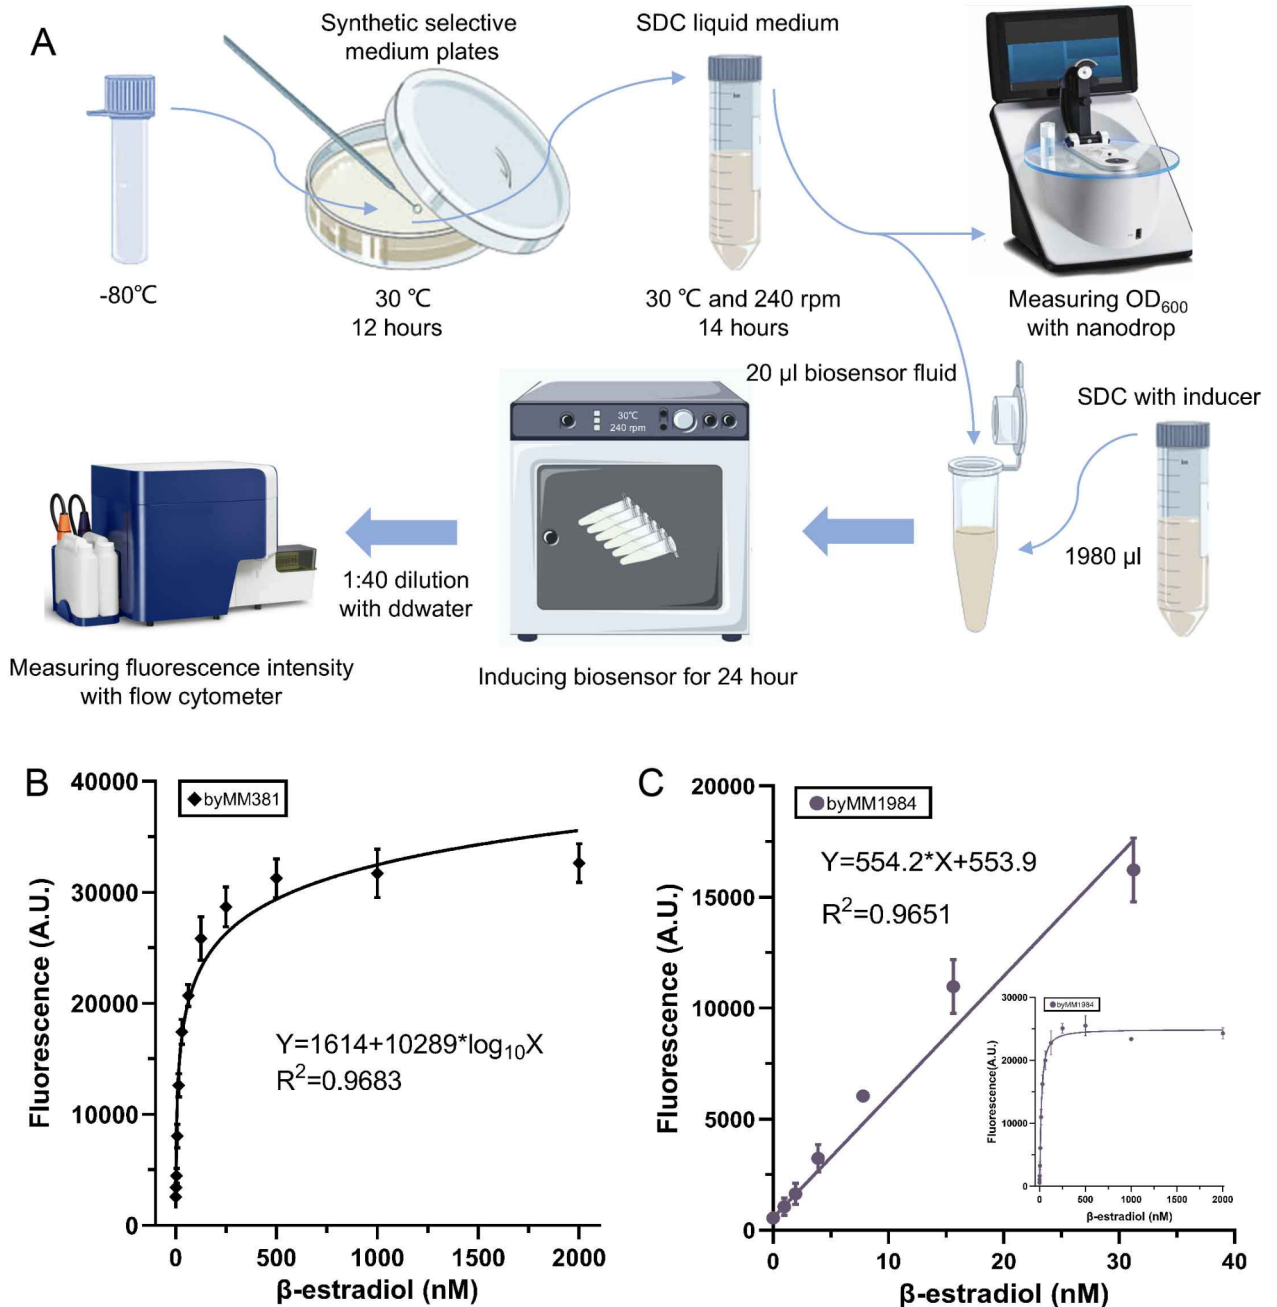 A
Synthetic selective
medium plates
SDC liquid medium
-80℃
30 ℃
12 hours
30 ℃ and 240 rpm
14 hours
Measuring OD600
with nanodrop
20 µl biosensor fluid
SDC with inducer
1980 µl
30℃
240 rpm
1:40 dilution
with ddwater
Measuring fluorescence intensity
with flow cytometer
Inducing biosensor for 24 hour
B
byMM381
Y=1614+10289*log10X
R2=0.9683
Fluorescence (A.U.)
40000
30000
20000
10000
0
0
500
1000
1500
2000
β-estradiol (nM)
C
byMM1984
Y=554.2*X+553.9
R2=0.9651
Fluorescence (A.U.)
20000
15000
10000
5000
0
0
10
20
30
40
β-estradiol (nM)
byMM1984
Fluorescence(A.U.)
30000
20000
10000
0
0
500
1000
1500
2000
β-estradiol (nM)